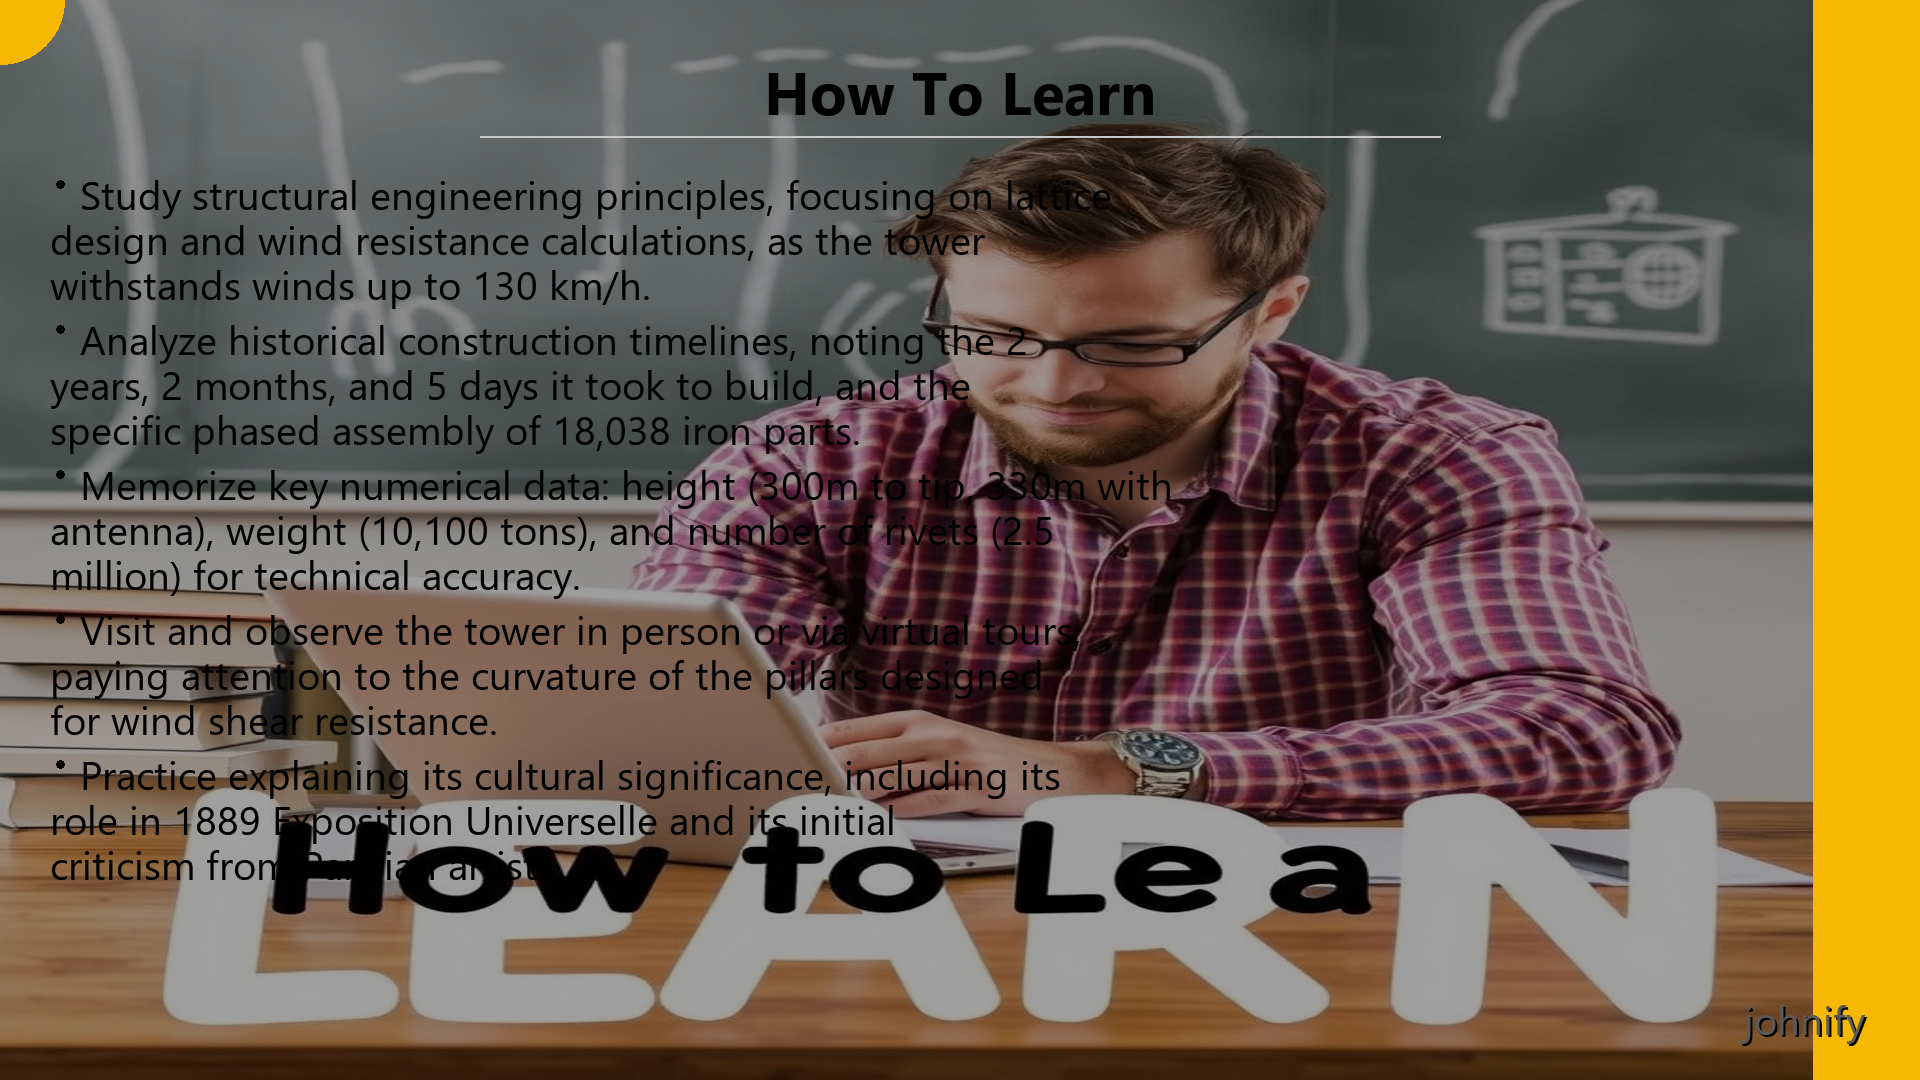 How To Learn
• Study structural engineering principles, focusing on lattice
design and wind resistance calculations, as the tower
withstands winds up to 130 km/h.
• Analyze historical construction timelines, noting the 2
years, 2 months, and 5 days it took to build, and the
specific phased assembly of 18,038 iron parts.
• Memorize key numerical data: height (300m to tip, 330m with
antenna), weight (10,100 tons), and number of rivets (2.5
million) for technical accuracy.
• Visit and observe the tower in person or via virtual tours,
paying attention to the curvature of the pillars designed
for wind shear resistance.
• Practice explaining its cultural significance, including its
role in 1889 Exposition Universelle and its initial
criticism from Parisian artists.
How to Lea
LEARN
johnify